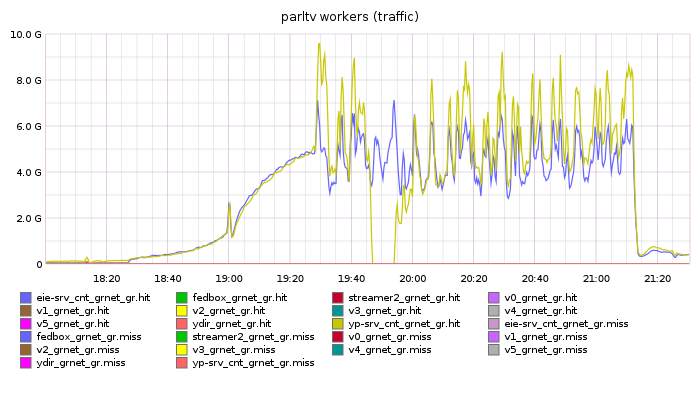 parltv workers (traffic)
10.0 G
8.0 G
6.0 G
4.0 G
2.0 G
0
18:20 18:40 19:00 19:20 19:40 20:00 20:20 20:40 21:00 21:20
eie-srv_cnt_grnet_gr.hit fedbox_grnet_gr.hit streamer2_grnet_gr.hit v0_grnet_gr.hit
v1_grnet_gr.hit v2_grnet_gr.hit v3_grnet_gr.hit v4_grnet_gr.hit
v5_grnet_gr.hit ydir_grnet_gr.hit yp-srv_cnt_grnet_gr.hit eie-srv_cnt_grnet_gr.miss
fedbox_grnet_gr.miss streamer2_grnet_gr.miss v0_grnet_gr.miss v1_grnet_gr.miss
v2_grnet_gr.miss v3_grnet_gr.miss v4_grnet_gr.miss v5_grnet_gr.miss
ydir_grnet_gr.miss yp-srv_cnt_grnet_gr.miss